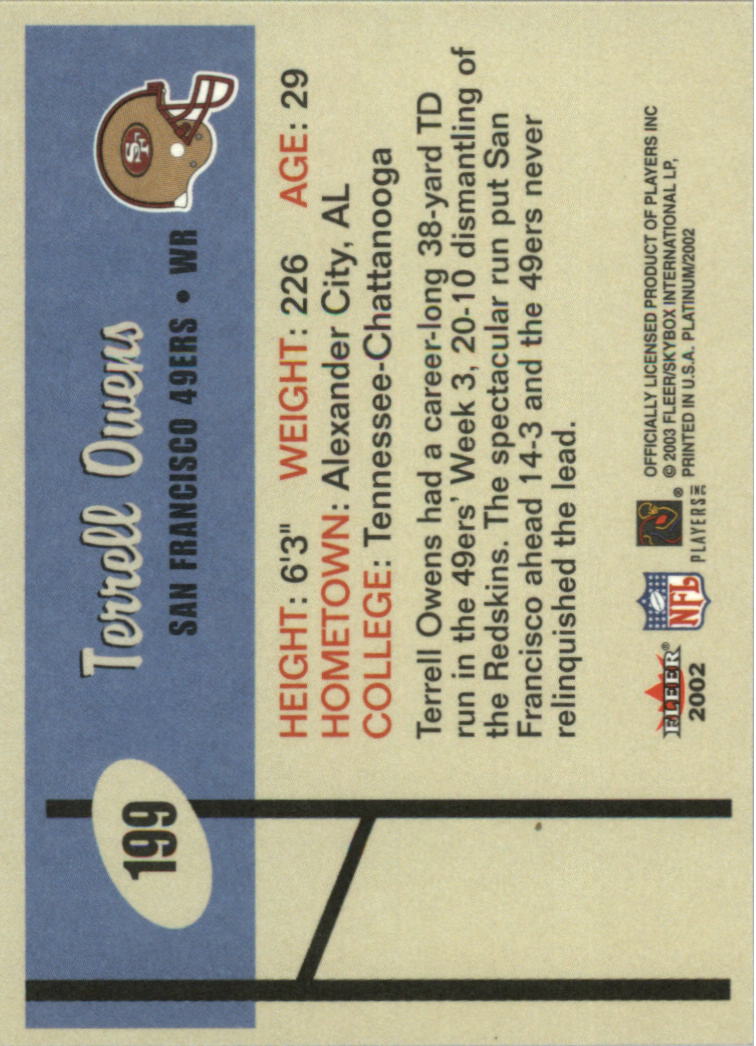 199
Terrell Owens
SAN FRANCISCO 49ERS • WR
SF
HEIGHT: 6'3" WEIGHT: 226 AGE: 29
HOMETOWN: Alexander City, AL
COLLEGE: Tennessee-Chattanooga
Terrell Owens had a career-long 38-yard TD
run in the 49ers' Week 3, 20-10 dismantling of
the Redskins. The spectacular run put San
Francisco ahead 14-3 and the 49ers never
relinquished the lead.
FLEER®
2002
NFL
®
PLAYERS INC
OFFICIALLY LICENSED PRODUCT OF PLAYERS INC
© 2003 FLEER/SKYBOX INTERNATIONAL LP,
PRINTED IN U.S.A. PLATINUM/2002